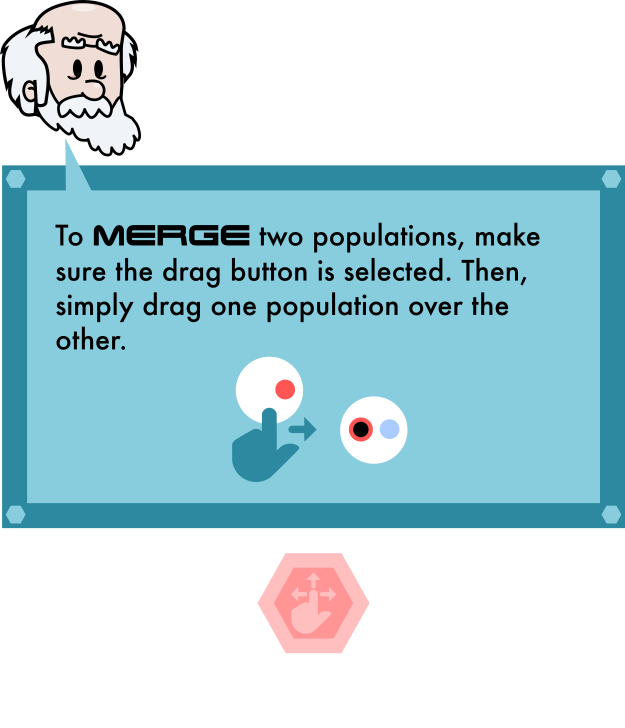 To MERGE two populations, make
sure the drag button is selected. Then,
simply drag one population over the
other.